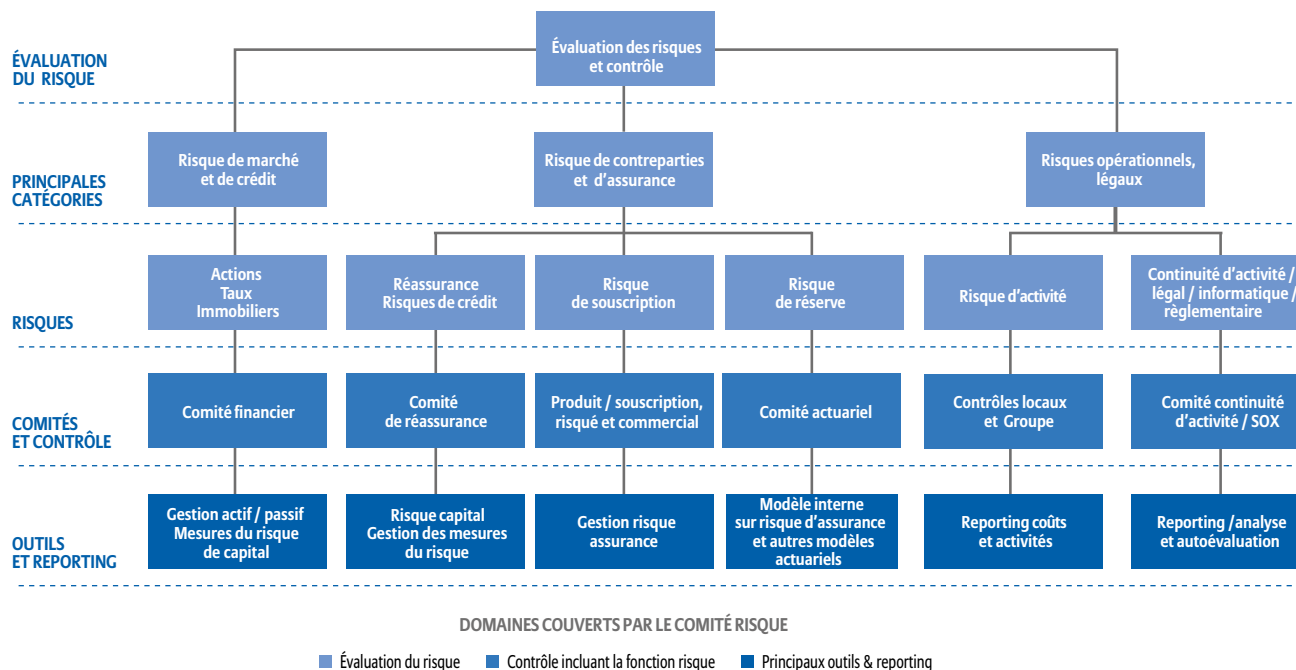 Évaluation des risques
et contrôle
ÉVALUATION
DU RISQUE
Risque de marché
et de crédit
Risque de contreparties
et d'assurance
Risques opérationnels,
légaux
PRINCIPALES
CATÉGORIES
Actions
Taux
Immobiliers
Réassurance
Risques de crédit
Risque
de souscription
Risque
de réserve
Risque d'activité
Continuité d'activité /
légal / informatique /
règlementaire
RISQUES
Comité financier
Comité
de réassurance
Produit / souscription,
risqué et commercial
Comité actuariel
Contrôles locaux
et Groupe
Comité continuité
d'activité / SOX
COMITÉS
ET CONTRÔLE
Gestion actif / passif
Mesures du risque
de capital
Risque capital
Gestion des mesures
du risque
Gestion risque
assurance
Modèle interne
sur risque d'assurance
et autres modèles
actuariels
Reporting coûts
et activités
Reporting /analyse
et autoévaluation
OUTILS
ET REPORTING
DOMAINES COUVERTS PAR LE COMITÉ RISQUE
Évaluation du risque
Contrôle incluant la fonction risque
Principaux outils & reporting